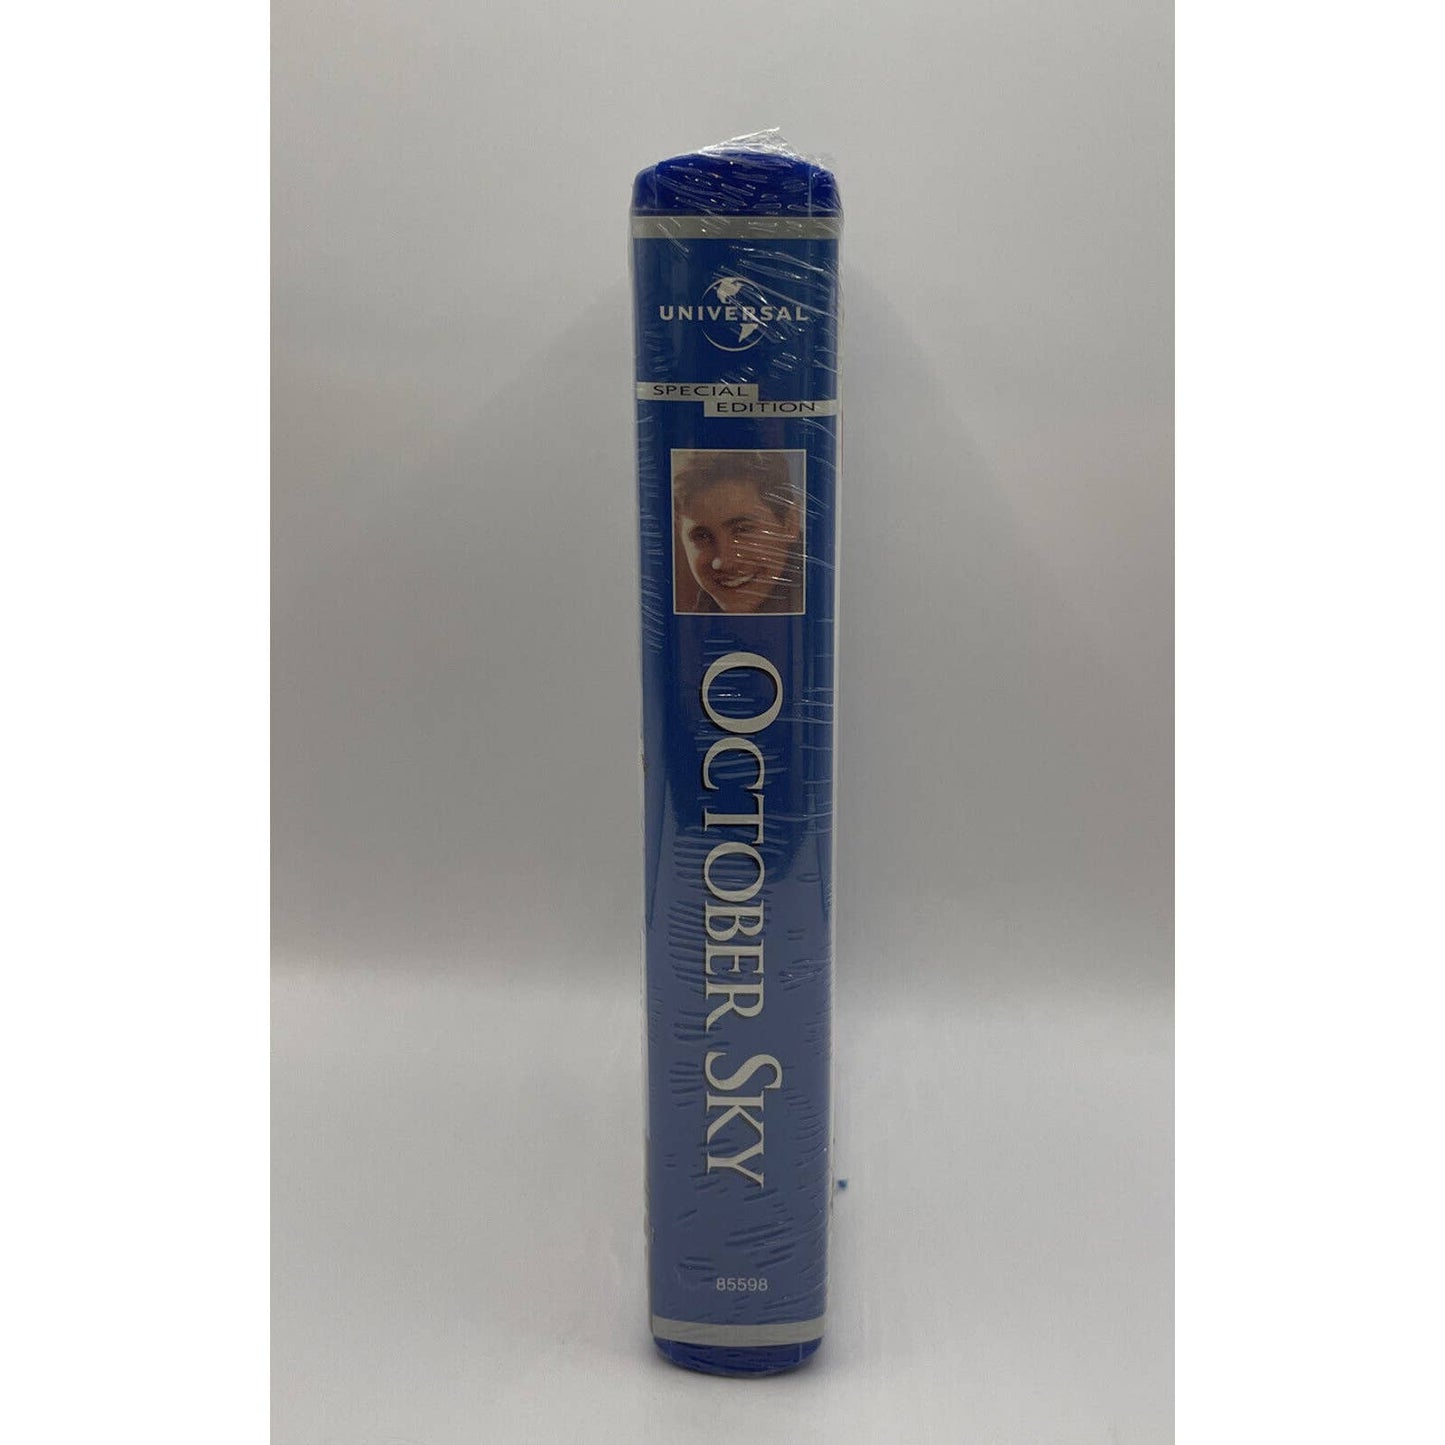 UNIVERSAL
SPECIAL
EDITION
OCTOBER SKY
85598